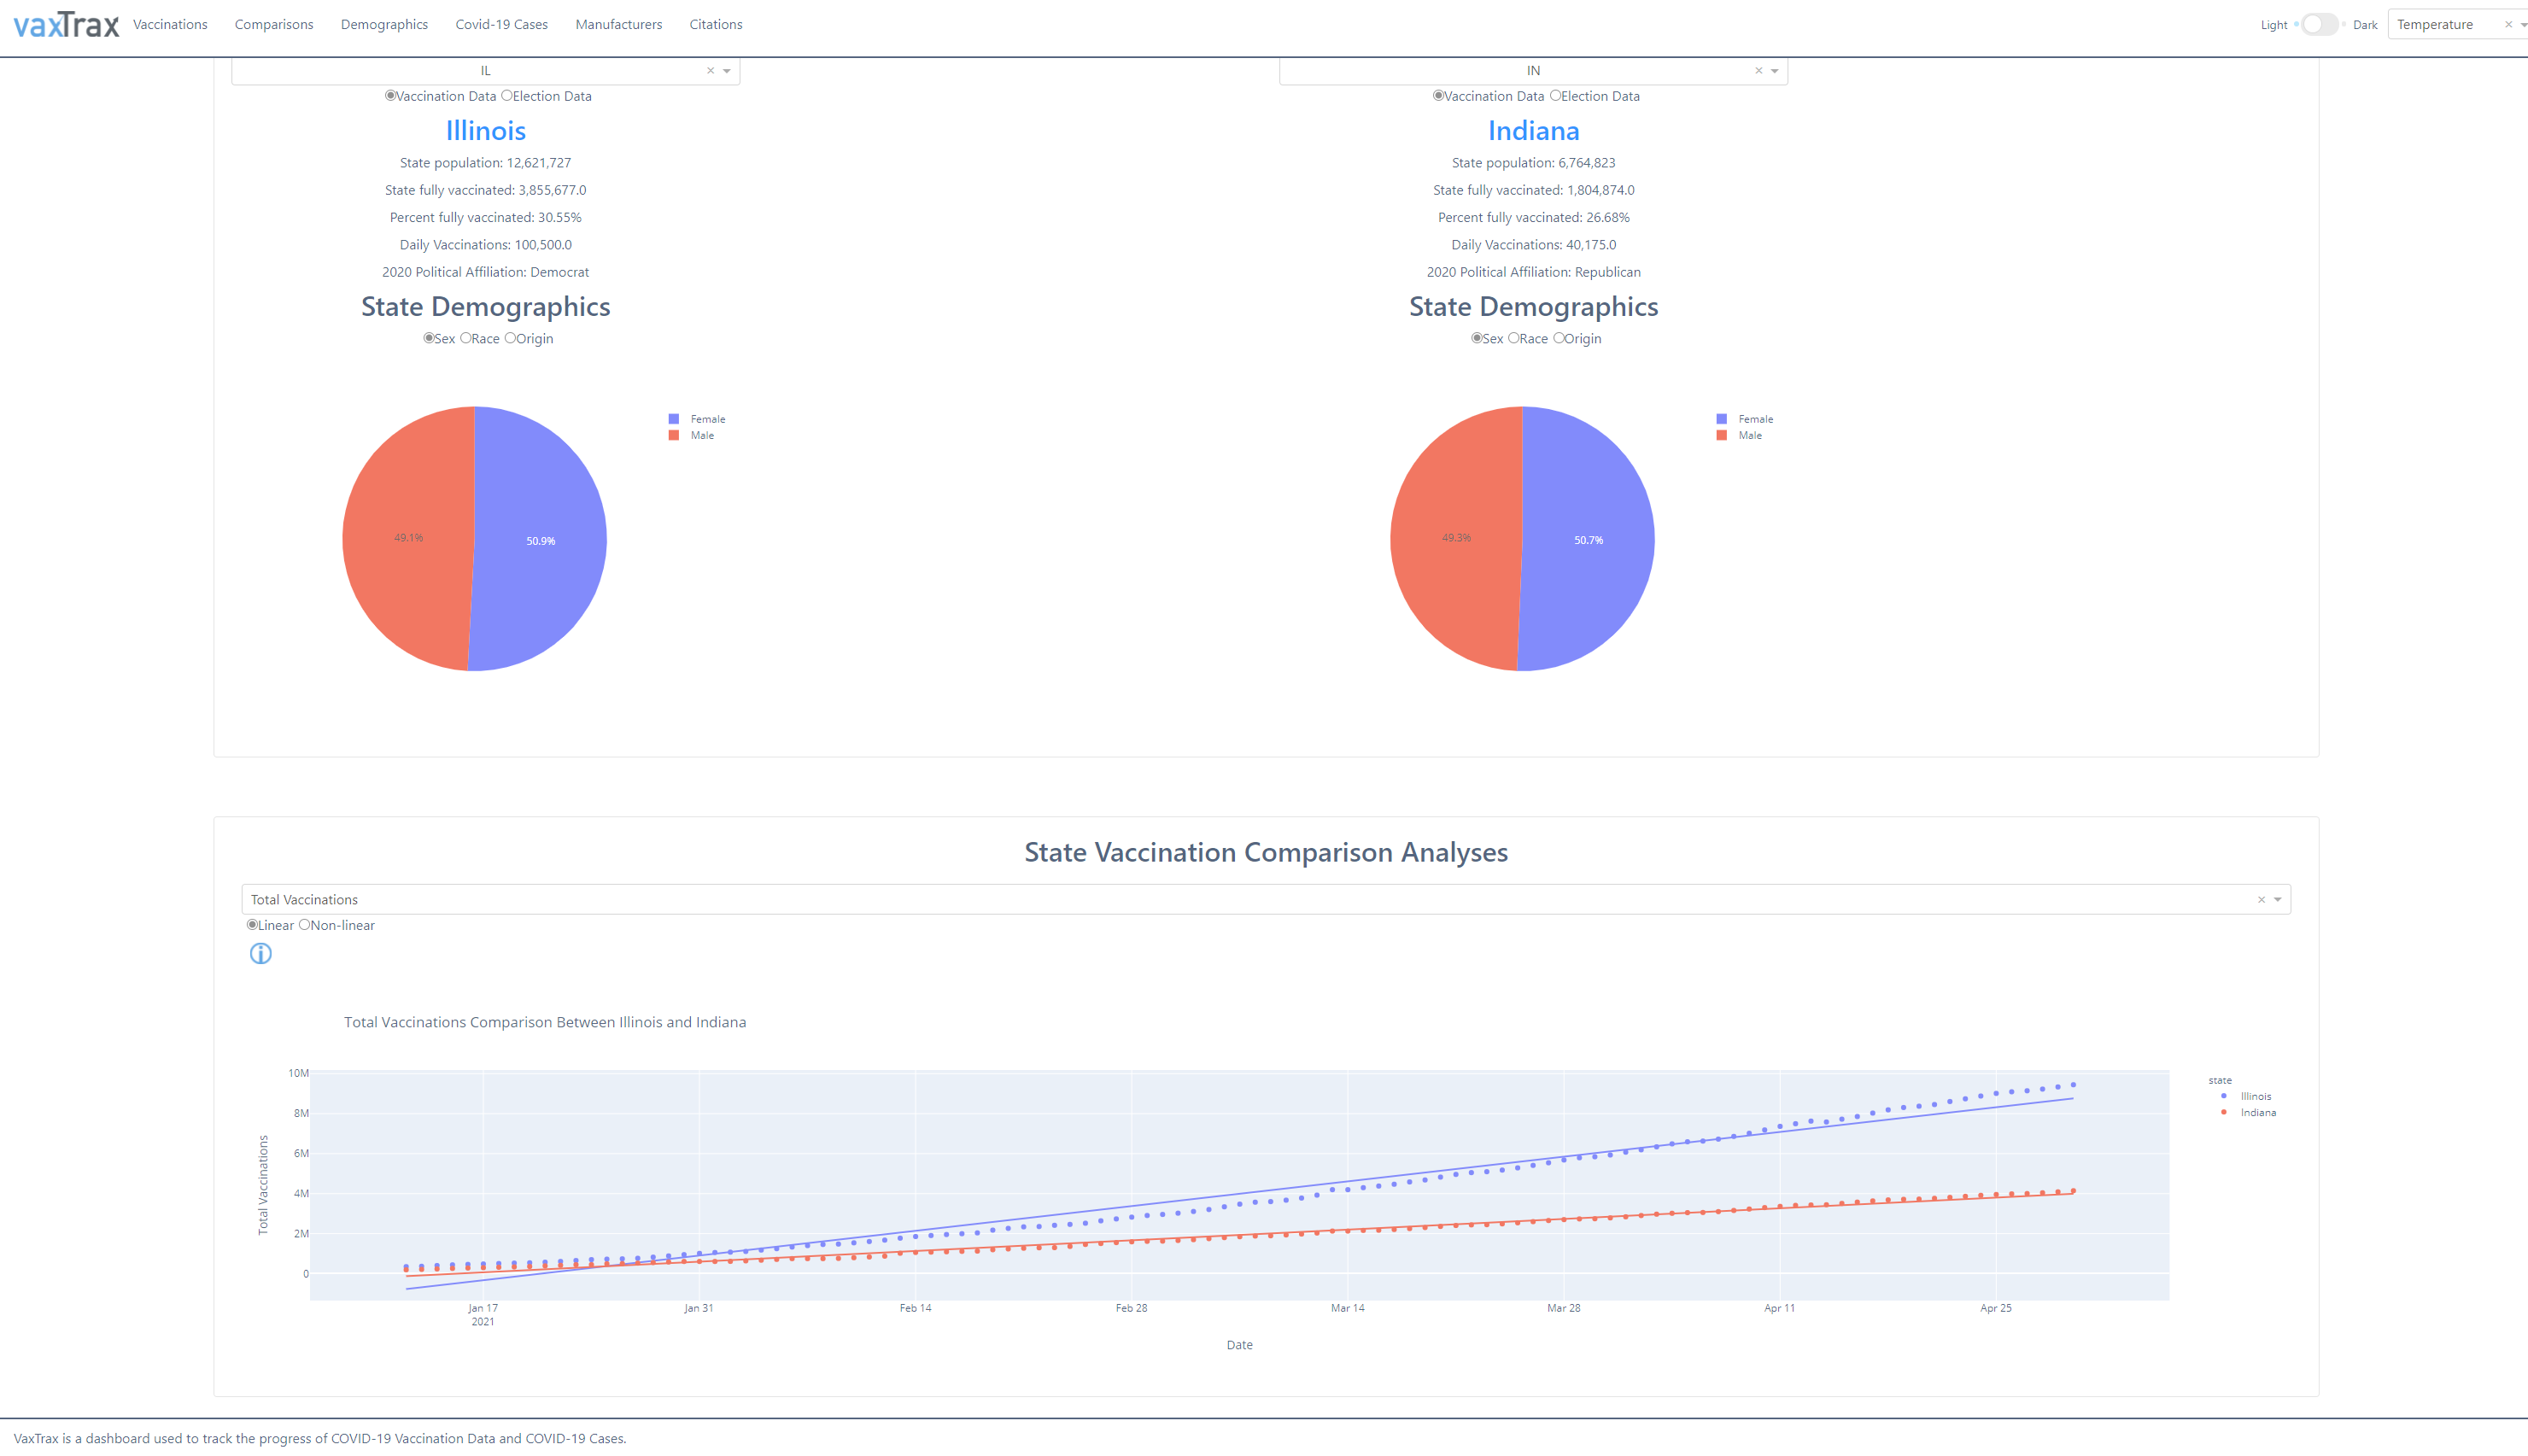 vaxTrax Vaccinations Comparisons Demographics Covid-19 Cases Manufacturers Citations Light Dark Temperature
IL
Vaccination Data Election Data
Illinois
State population: 12,621,727
State fully vaccinated: 3,855,677.0
Percent fully vaccinated: 30.55%
Daily Vaccinations: 100,500.0
2020 Political Affiliation: Democrat
State Demographics
Sex Race Origin
Female
Male
49.1%
50.9%
IN
Vaccination Data Election Data
Indiana
State population: 6,764,823
State fully vaccinated: 1,804,874.0
Percent fully vaccinated: 26.68%
Daily Vaccinations: 40,175.0
2020 Political Affiliation: Republican
State Demographics
Sex Race Origin
Female
Male
49.3%
50.7%
State Vaccination Comparison Analyses
Total Vaccinations
Linear Non-linear
Total Vaccinations Comparison Between Illinois and Indiana
10M
8M
6M
4M
2M
0
Total Vaccinations
state
Illinois
Indiana
Jan 17 Jan 31 Feb 14 Feb 28 Mar 14 Mar 28 Apr 11 Apr 25
2021
Date
VaxTrax is a dashboard used to track the progress of COVID-19 Vaccination Data and COVID-19 Cases.